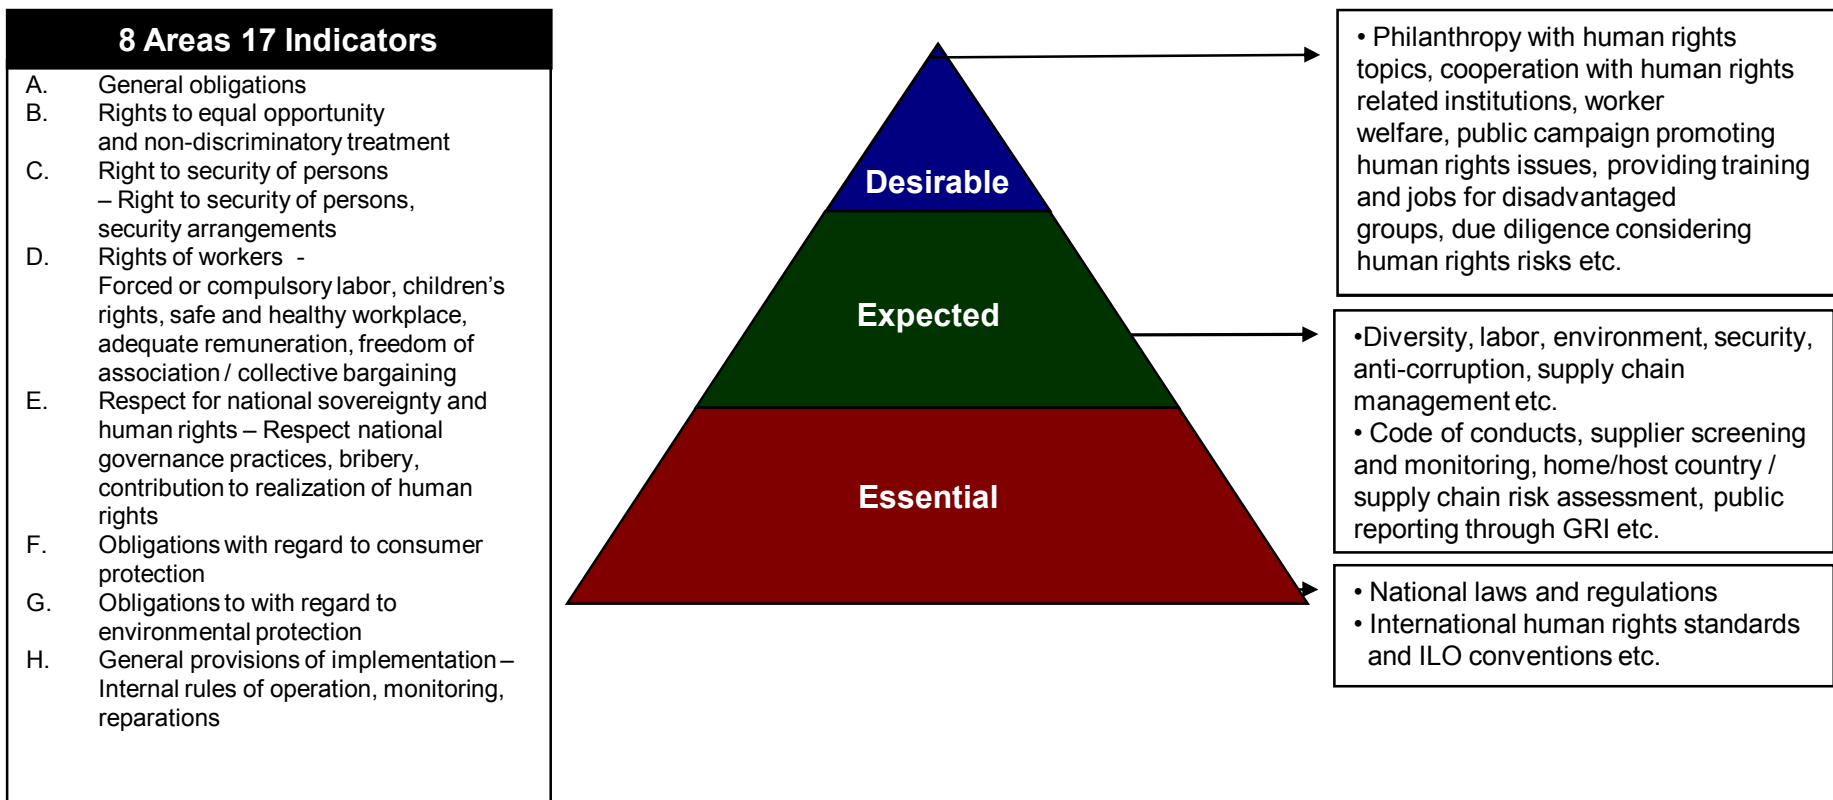 8 Areas 17 Indicators
A. General obligations
B. Rights to equal opportunity
and non-discriminatory treatment
C. Right to security of persons
– Right to security of persons,
security arrangements
D. Rights of workers -
Forced or compulsory labor, children's
rights, safe and healthy workplace,
adequate remuneration, freedom of
association / collective bargaining
E. Respect for national sovereignty and
human rights – Respect national
governance practices, bribery,
contribution to realization of human
rights
F. Obligations with regard to consumer
protection
G. Obligations to with regard to
environmental protection
H. General provisions of implementation –
Internal rules of operation, monitoring,
reparations
Desirable
Expected
Essential
• Philanthropy with human rights
topics, cooperation with human rights
related institutions, worker
welfare, public campaign promoting
human rights issues, providing training
and jobs for disadvantaged
groups, due diligence considering
human rights risks etc.
•Diversity, labor, environment, security,
anti-corruption, supply chain
management etc.
• Code of conducts, supplier screening
and monitoring, home/host country /
supply chain risk assessment, public
reporting through GRI etc.
• National laws and regulations
• International human rights standards
and ILO conventions etc.